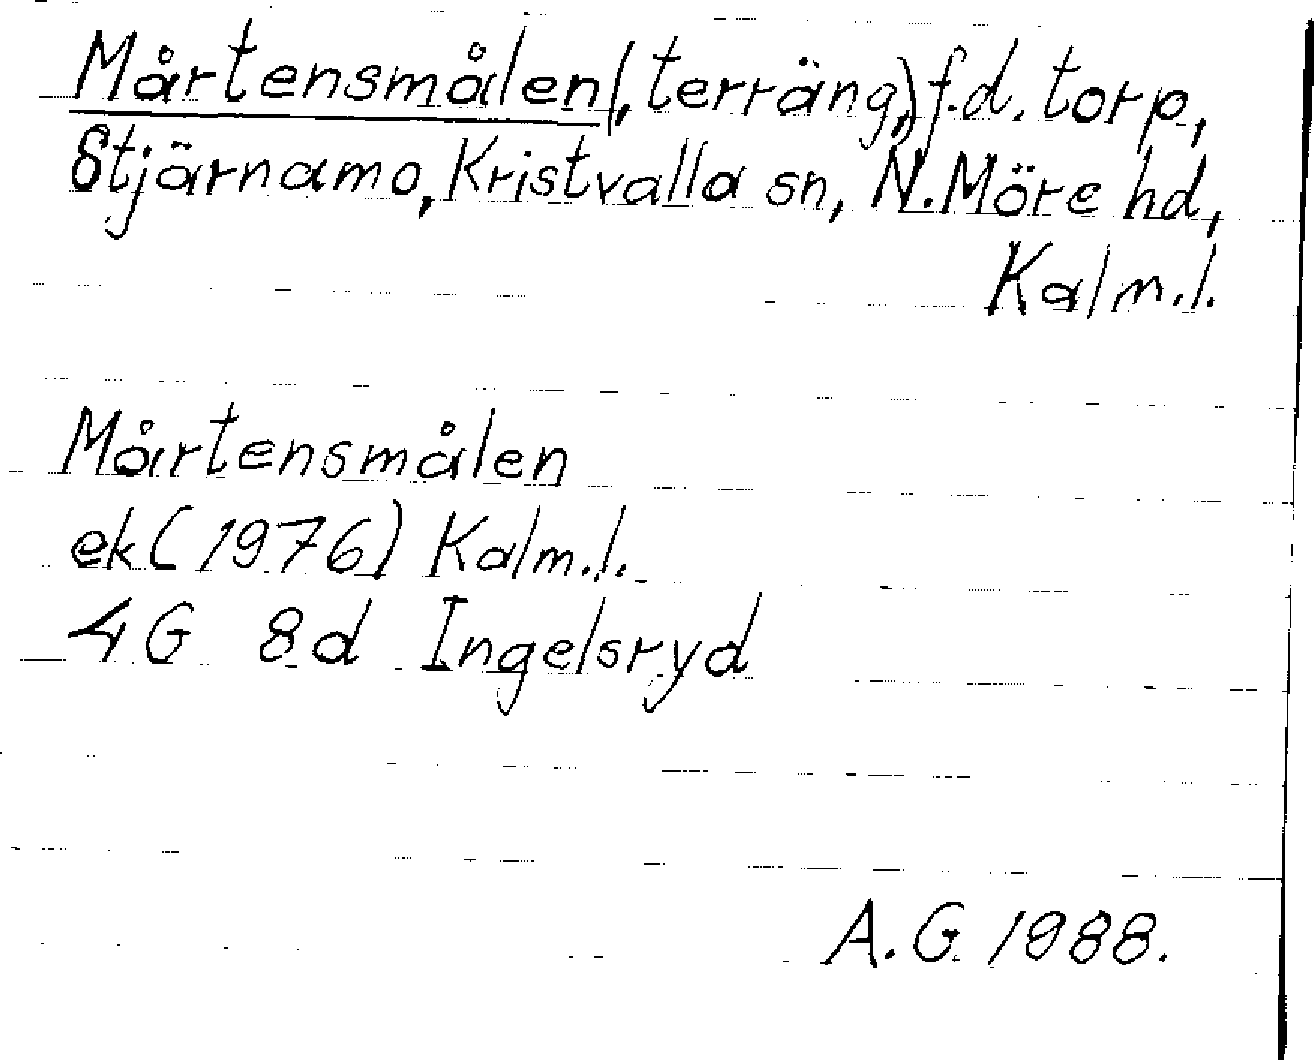 Mårtensmålen(, terräng,) f.d. torp,
Stjärnamo, Kristvalla sn, N. Möre hd,
Kalm.l.
Mårtensmålen
ek (1976) Kalm.l.
4G 8d Ingelsryd
A.G. 1988.